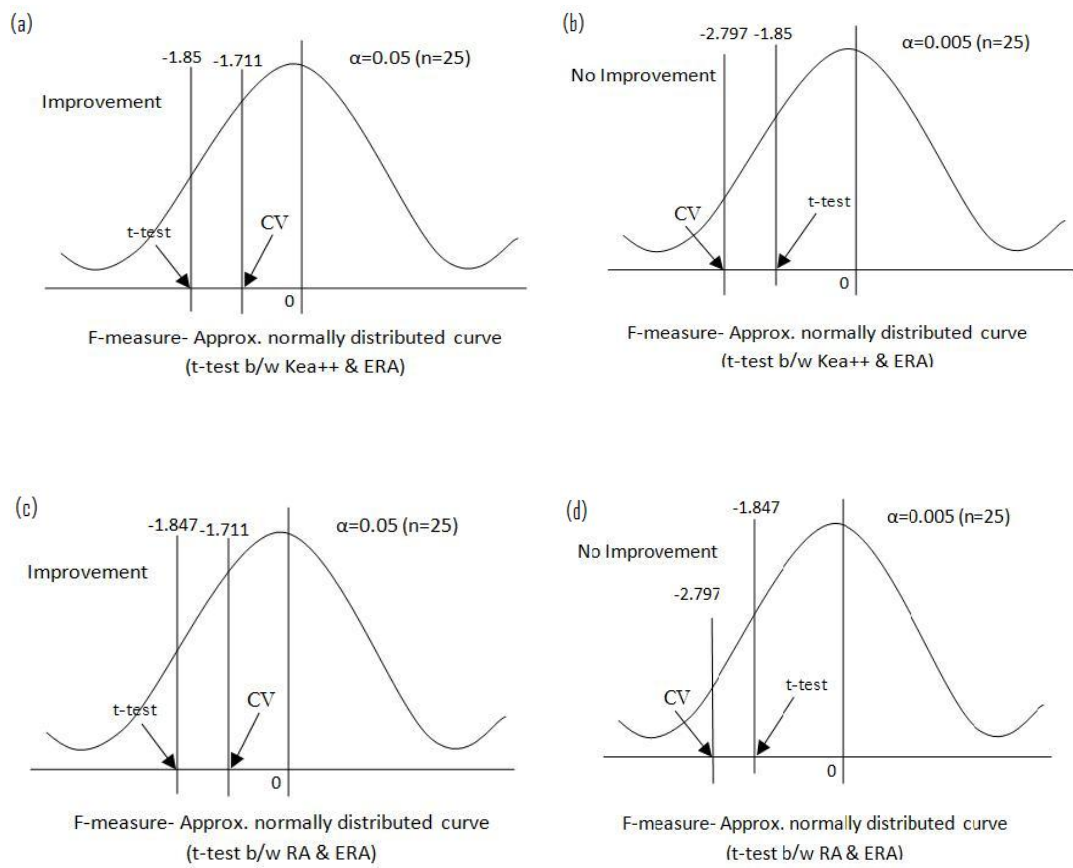 (a)
-1.85
-1.711
α=0.05 (n=25)
Improvement
t-test
CV
0
F-measure- Approx. normally distributed curve
(t-test b/w Kea++ & ERA)
(b)
-2.797
-1.85
α=0.005 (n=25)
No Improvement
CV
t-test
0
F-measure- Approx. normally distributed curve
(t-test b/w Kea++ & ERA)
(c)
-1.847
-1.711
α=0.05 (n=25)
Improvement
t-test
CV
0
F-measure- Approx. normally distributed curve
(t-test b/w RA & ERA)
(d)
-1.847
α=0.005 (n=25)
No Improvement
-2.797
CV
t-test
0
F-measure- Approx. normally distributed curve
(t-test b/w RA & ERA)